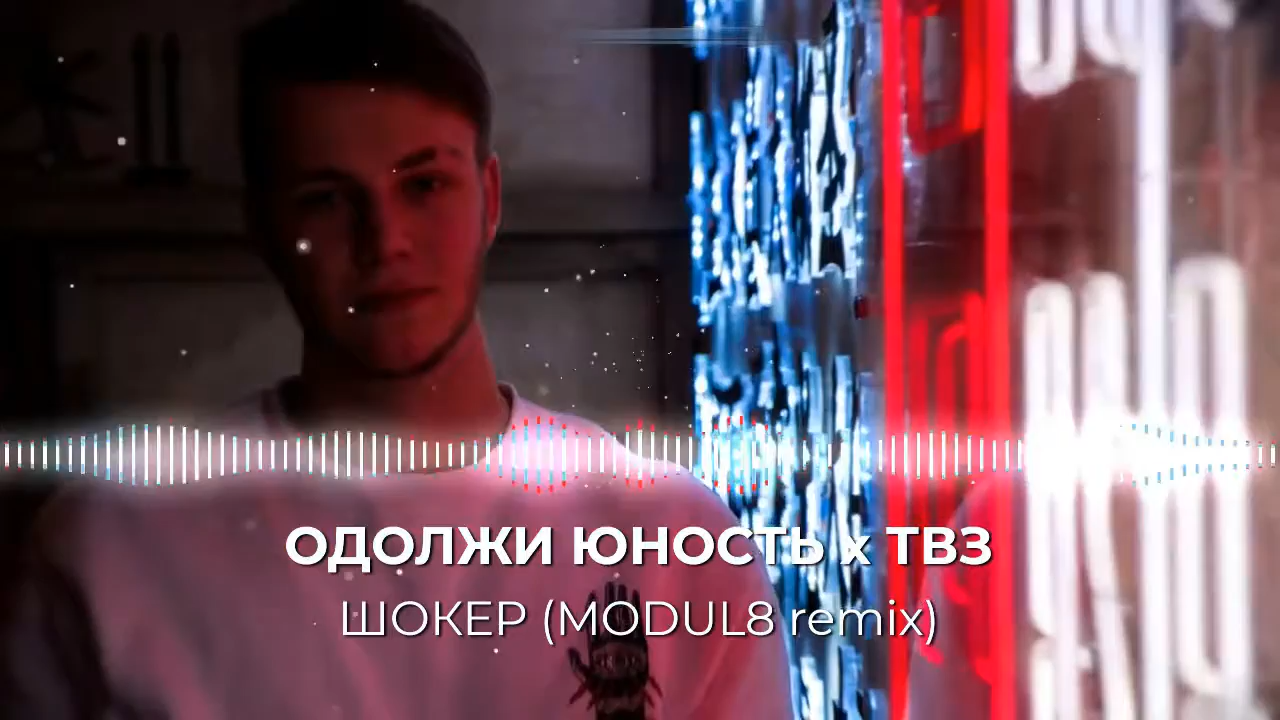 ОДОЛЖИ ЮНОСТЬ х ТВЗ
ШОКЕР (MODUL8 remix)